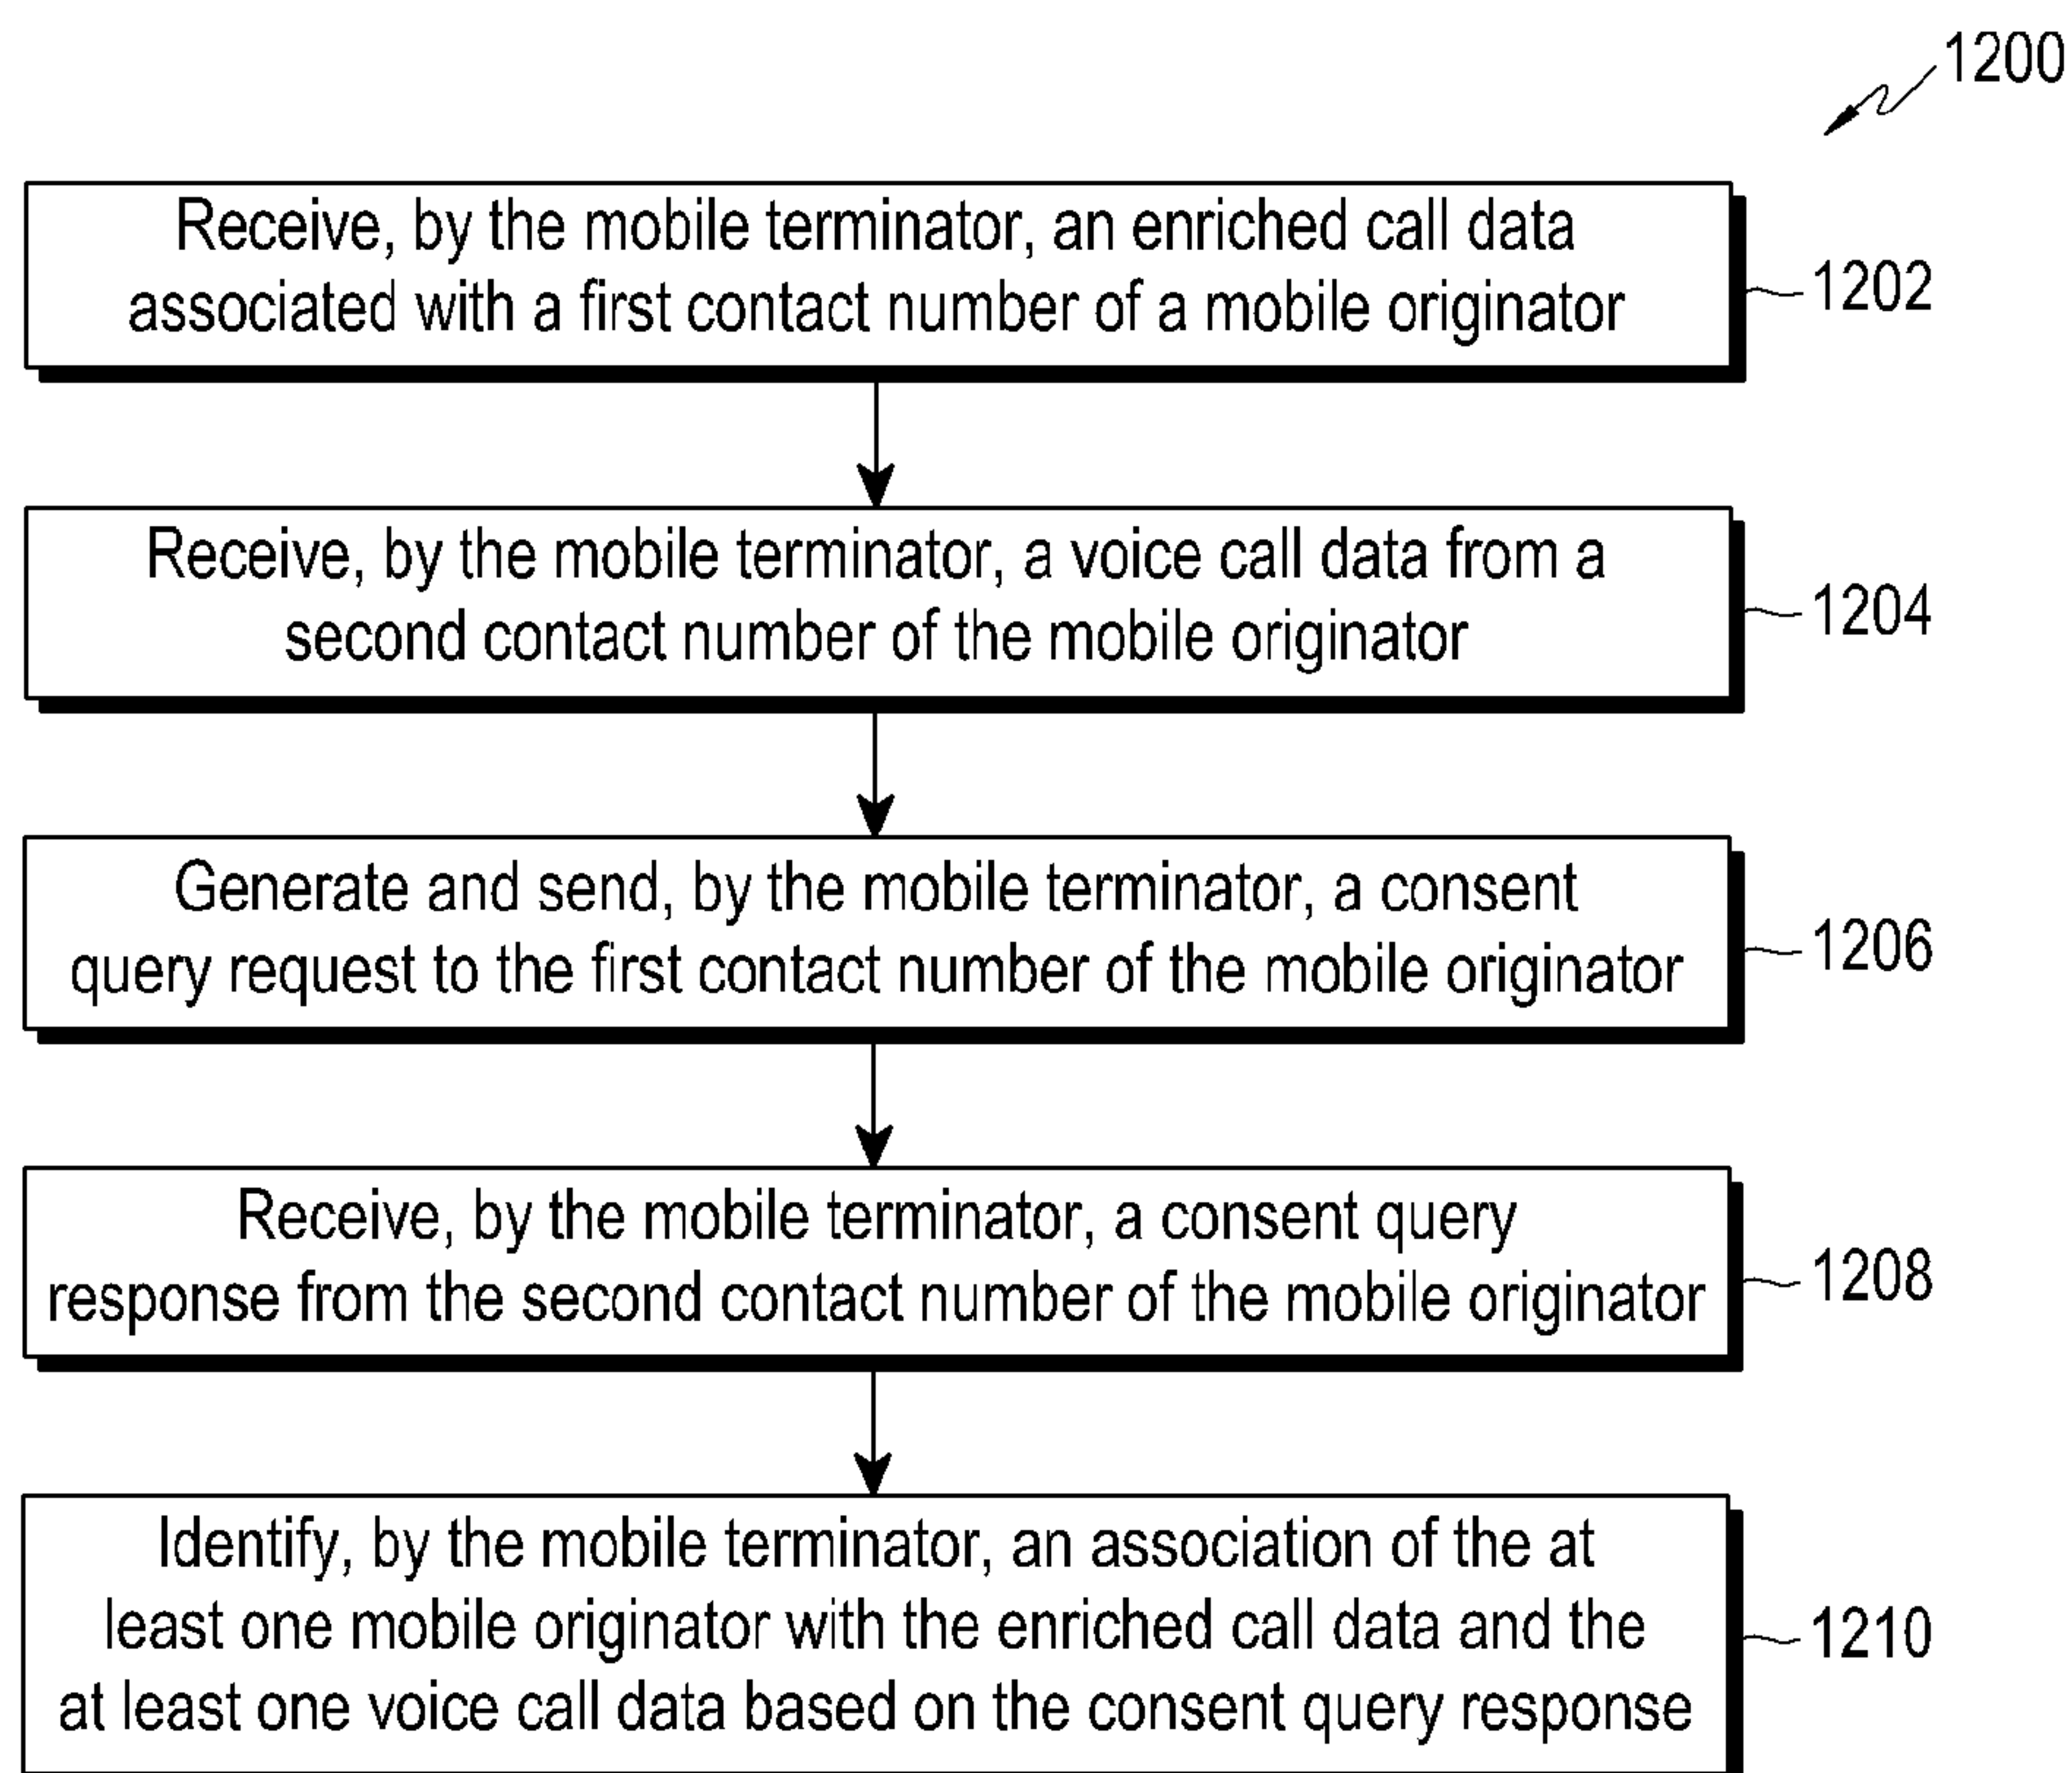 1200
Receive, by the mobile terminator, an enriched call data
associated with a first contact number of a mobile originator
1202
Receive, by the mobile terminator, a voice call data from a
second contact number of the mobile originator
1204
Generate and send, by the mobile terminator, a consent
query request to the first contact number of the mobile originator
1206
Receive, by the mobile terminator, a consent query
response from the second contact number of the mobile originator
1208
Identify, by the mobile terminator, an association of the at
least one mobile originator with the enriched call data and the
at least one voice call data based on the consent query response
1210